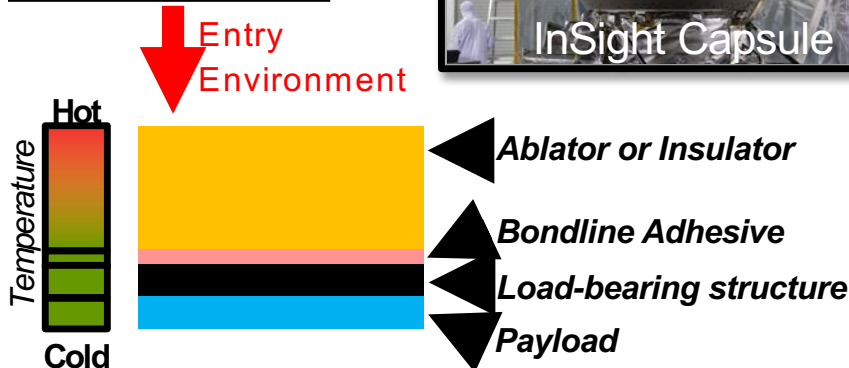 Entry
Environment
InSight Capsule
Hot
Temperature
Cold
Ablator or Insulator
Bondline Adhesive
Load-bearing structure
Payload